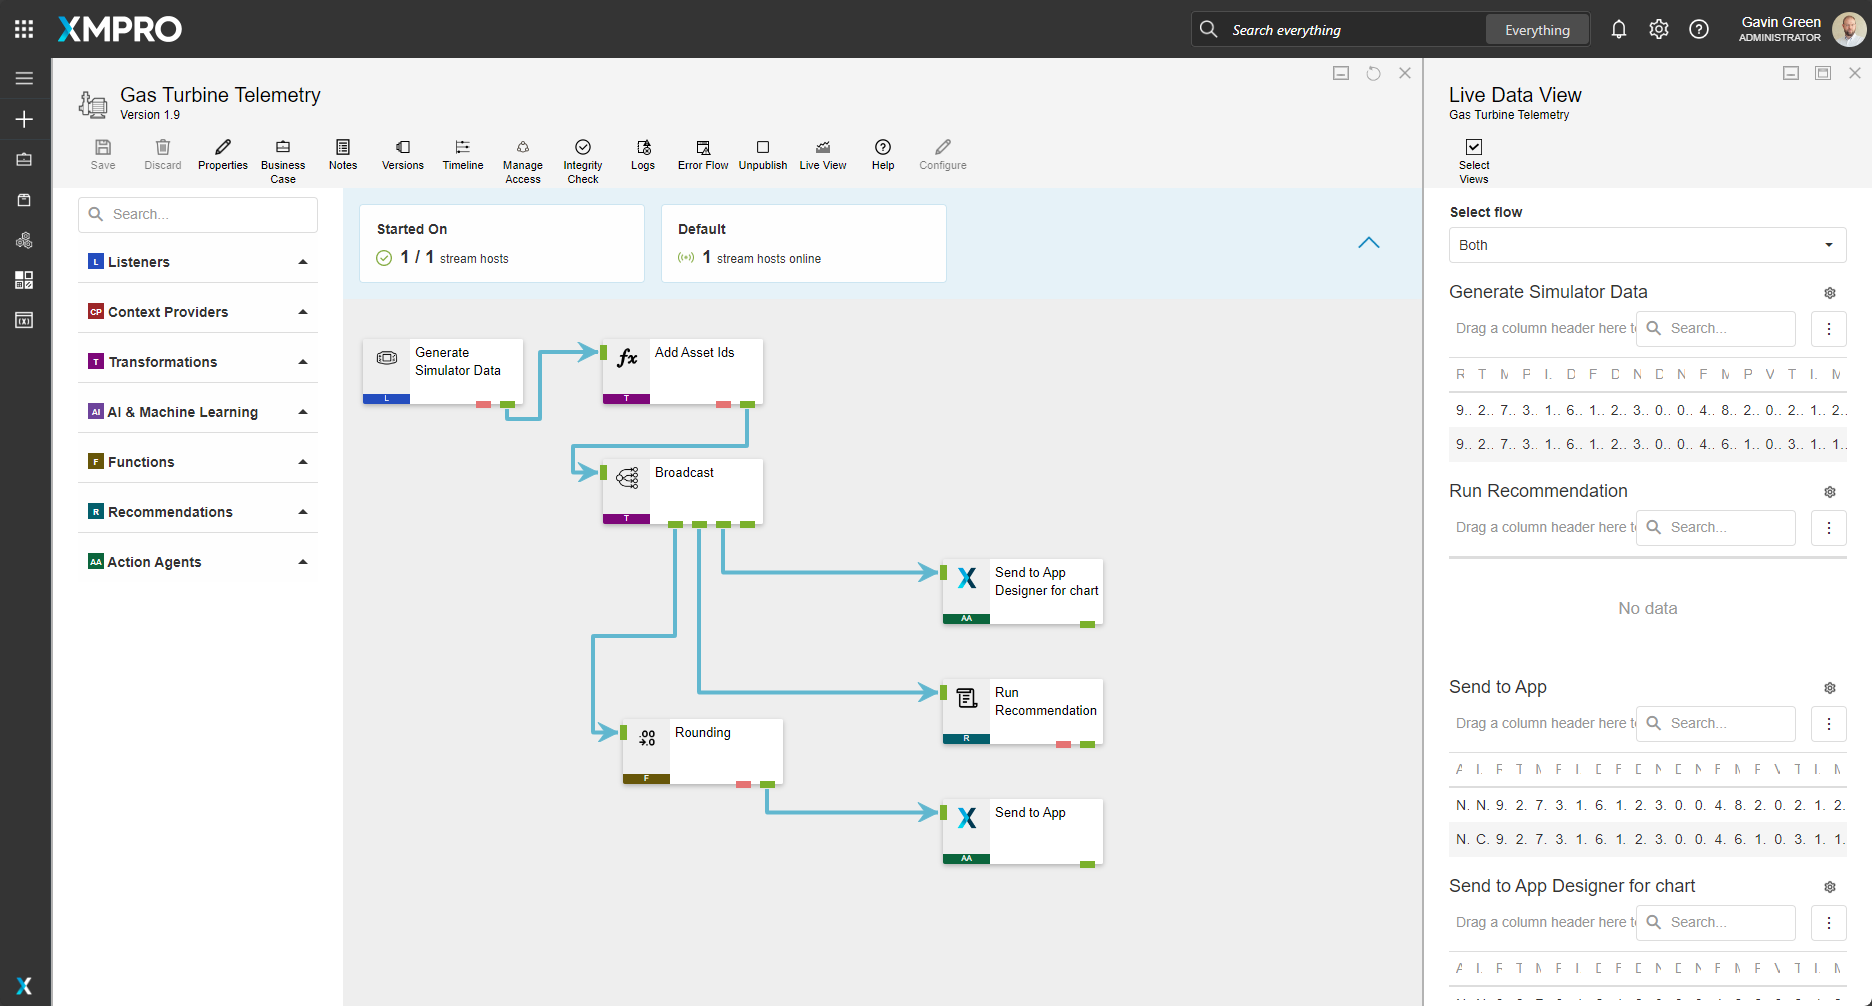 XMPRO
Search everything
Everything
Gavin Green
ADMINISTRATOR
Gas Turbine Telemetry
Version 1.9
Save
Discard
Properties
Business
Case
Notes
Versions
Timeline
Manage
Access
Integrity
Check
Logs
Error Flow
Unpublish
Live View
Help
Configure
Search...
L Listeners
CP Context Providers
T Transformations
AI AI & Machine Learning
F Functions
R Recommendations
AA Action Agents
Started On
1 / 1 stream hosts
Default
1 stream hosts online
Generate
Simulator Data
L
fx
Add Asset Ids
T
Broadcast
T
Send to App
Designer for chart
AA
Run
Recommendation
R
.00
.0
Rounding
F
Send to App
AA
Live Data View
Gas Turbine Telemetry
Select
Views
Select flow
Both
Generate Simulator Data
Drag a column header here t
Search...
R T M P I. D F D N D N F M P V T I. M
9.. 2.. 7.. 3.. 1.. 6.. 1.. 2.. 3.. 0.. 0.. 4.. 8.. 2.. 0.. 2.. 1.. 2..
9.. 2.. 7.. 3.. 1.. 6.. 1.. 2.. 3.. 0.. 0.. 4.. 6.. 1.. 0.. 3.. 1.. 1..
Run Recommendation
Drag a column header here t
Search...
No data
Send to App
Drag a column header here t
Search...
N. N. 9. 2. 7. 3. 1. 6. 1. 2. 3. 0. 0. 4. 8. 2. 0. 2. 1. 2.
N. C. 9. 2. 7. 3. 1. 6. 1. 2. 3. 0. 0. 4. 6. 1. 0. 3. 1. 1.
Send to App Designer for chart
Drag a column header here t
Search...